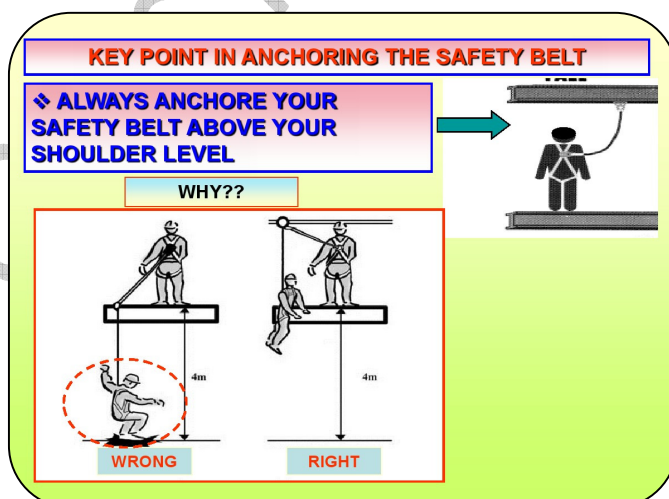 KEY POINT IN ANCHORING THE SAFETY BELT
❖ ALWAYS ANCHORE YOUR
SAFETY BELT ABOVE YOUR
SHOULDER LEVEL
WHY??
4m
4m
WRONG
RIGHT